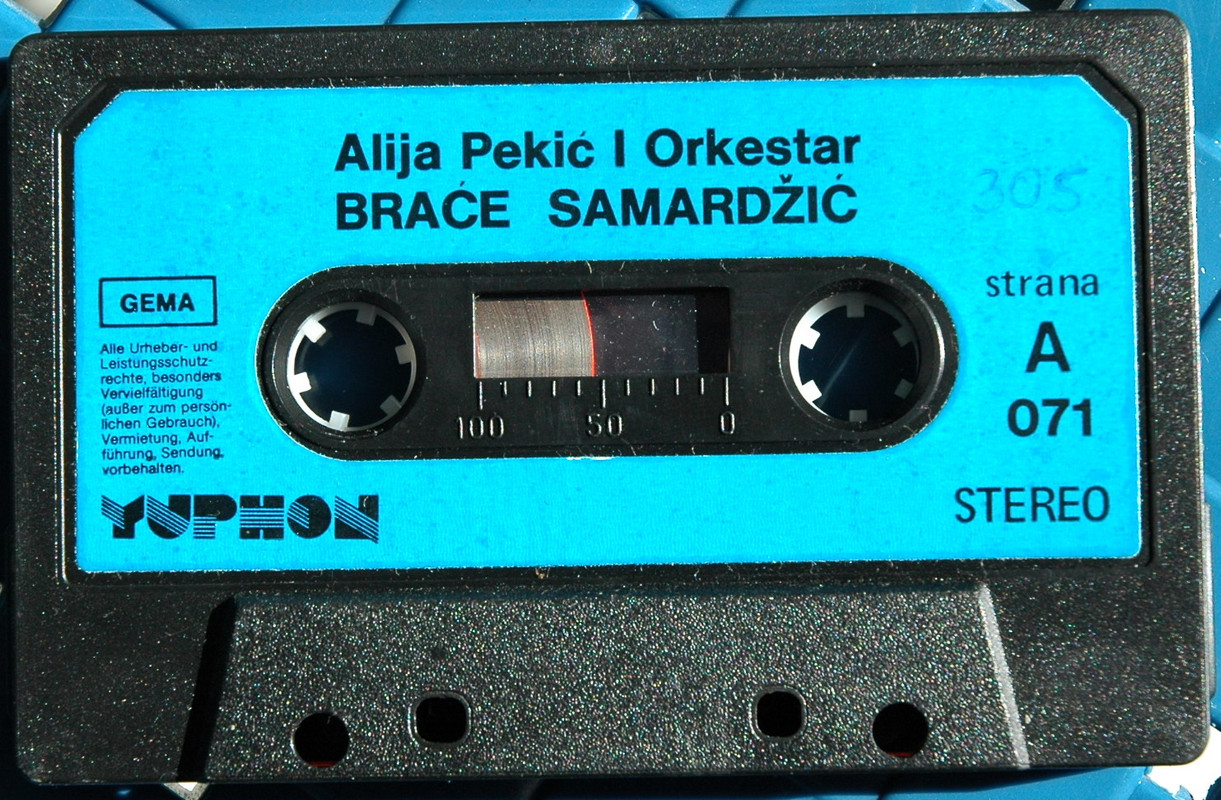 Alija Pekić I Orkestar
BRAĆE SAMARDŽIĆ
305
GEMA
Alle Urheber- und
Leistungsschutz-
rechte, besonders
Vervielfältigung
(außer zum persön-
lichen Gebrauch),
Vermietung, Auf-
führung, Sendung,
vorbehalten.
YUPHON
100 50 0
strana
A
071
STEREO